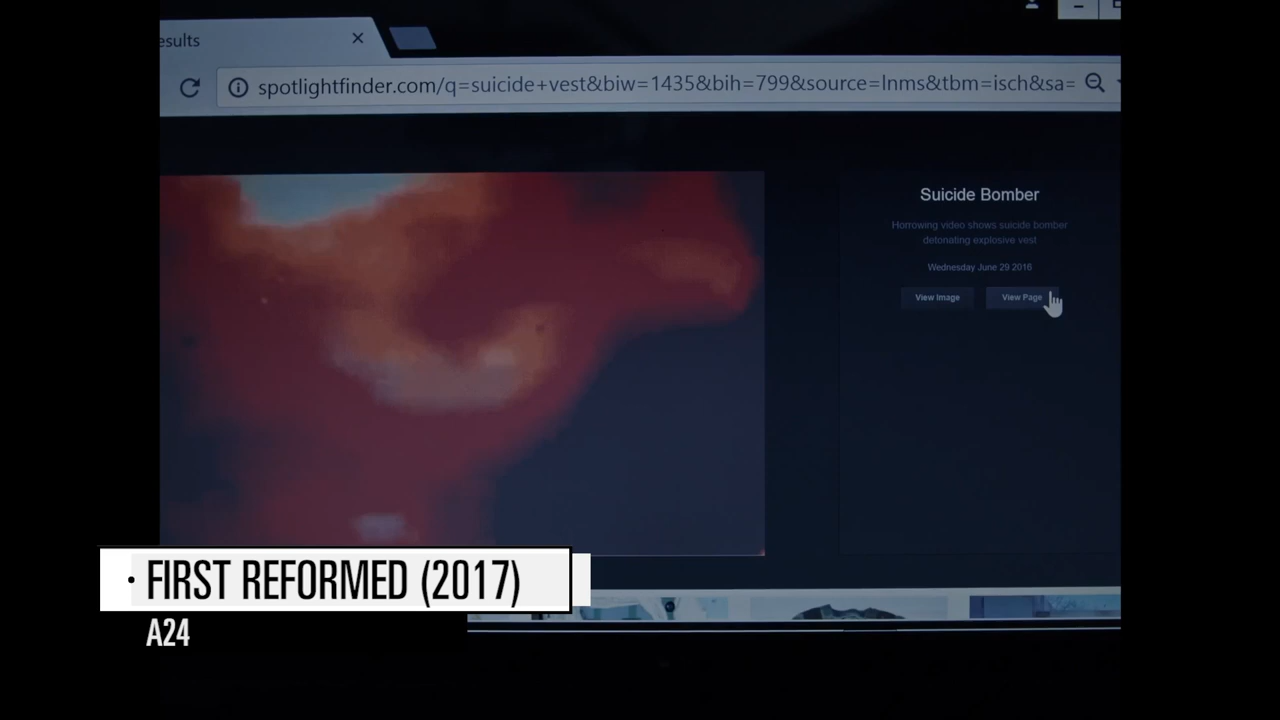 esults
spotlightfinder.com/q=suicide+vest&biw=1435&bih=799&source=lnms&tbm=isch&sa=
Suicide Bomber
Horrowing video shows suicide bomber
detonating explosive vest
Wednesday June 29 2016
View Image View Page
· FIRST REFORMED (2017)
A24